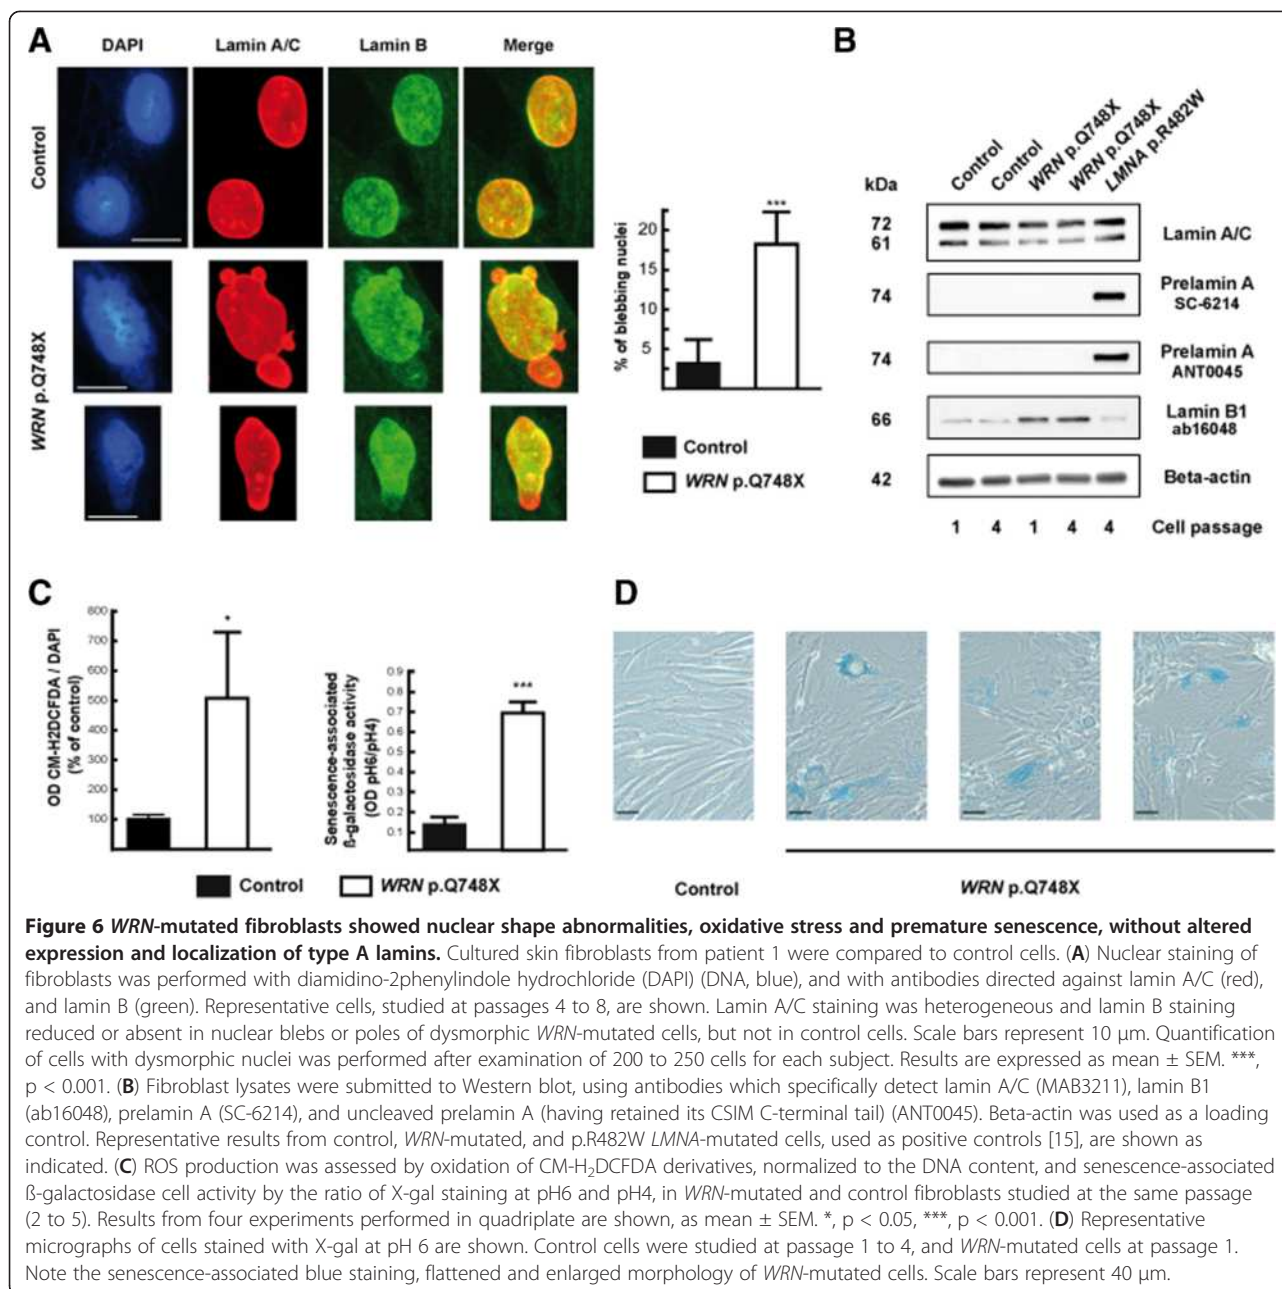 A
DAPI
Lamin A/C
Lamin B
Merge
Control
WRN p.Q748X
% of blebbing nuclei
20
15
10
5
***
Control
WRN p.Q748X
B
Control
Control
WRN p.Q748X
WRN p.Q748X
LMNA p.R482W
kDa
72
61
Lamin A/C
74
Prelamin A
SC-6214
74
Prelamin A
ANT0045
66
Lamin B1
ab16048
42
Beta-actin
1 4 1 4 4 Cell passage
C
OD CM-H2DCFDA / DAPI
(% of control)
800
700
600
500
400
300
200
100
*
Senescence-associated
ß-galactosidase activity
(OD pH6/pH4)
0.9
0.8
0.7
0.6
0.5
0.4
0.3
0.2
0.1
***
Control
WRN p.Q748X
D
Control
WRN p.Q748X
Figure 6 WRN-mutated fibroblasts showed nuclear shape abnormalities, oxidative stress and premature senescence, without altered
expression and localization of type A lamins. Cultured skin fibroblasts from patient 1 were compared to control cells. (A) Nuclear staining of
fibroblasts was performed with diamidino-2phenylindole hydrochloride (DAPI) (DNA, blue), and with antibodies directed against lamin A/C (red),
and lamin B (green). Representative cells, studied at passages 4 to 8, are shown. Lamin A/C staining was heterogeneous and lamin B staining
reduced or absent in nuclear blebs or poles of dysmorphic WRN-mutated cells, but not in control cells. Scale bars represent 10 μm. Quantification
of cells with dysmorphic nuclei was performed after examination of 200 to 250 cells for each subject. Results are expressed as mean ± SEM. ***,
p < 0.001. (B) Fibroblast lysates were submitted to Western blot, using antibodies which specifically detect lamin A/C (MAB3211), lamin B1
(ab16048), prelamin A (SC-6214), and uncleaved prelamin A (having retained its CSIM C-terminal tail) (ANT0045). Beta-actin was used as a loading
control. Representative results from control, WRN-mutated, and p.R482W LMNA-mutated cells, used as positive controls [15], are shown as
indicated. (C) ROS production was assessed by oxidation of CM-H₂DCFDA derivatives, normalized to the DNA content, and senescence-associated
ß-galactosidase cell activity by the ratio of X-gal staining at pH6 and pH4, in WRN-mutated and control fibroblasts studied at the same passage
(2 to 5). Results from four experiments performed in quadriplate are shown, as mean ± SEM. *, p < 0.05, ***, p < 0.001. (D) Representative
micrographs of cells stained with X-gal at pH 6 are shown. Control cells were studied at passage 1 to 4, and WRN-mutated cells at passage 1.
Note the senescence-associated blue staining, flattened and enlarged morphology of WRN-mutated cells. Scale bars represent 40 μm.